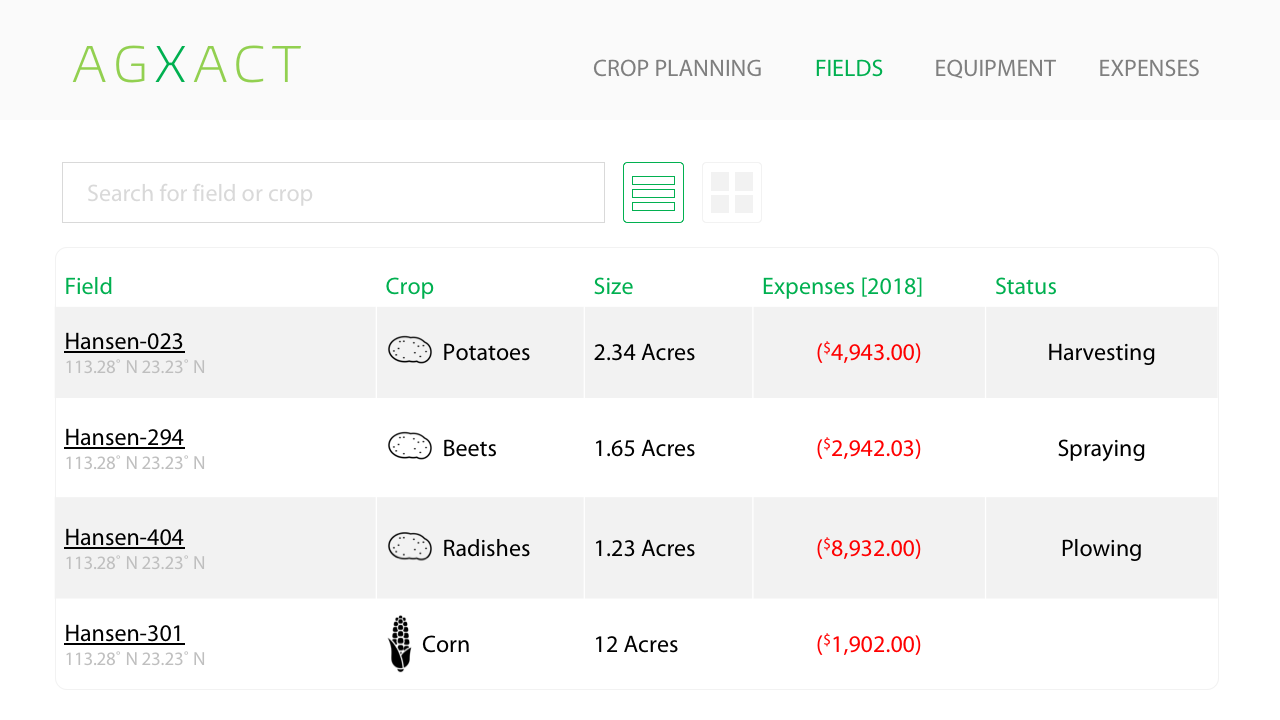 AGXACT
CROP PLANNING FIELDS EQUIPMENT EXPENSES
Search for field or crop
Field Crop Size Expenses [2018] Status
Hansen-023
113.28° N 23.23° N
Potatoes 2.34 Acres ($4,943.00) Harvesting
Hansen-294
113.28° N 23.23° N
Beets 1.65 Acres ($2,942.03) Spraying
Hansen-404
113.28° N 23.23° N
Radishes 1.23 Acres ($8,932.00) Plowing
Hansen-301
113.28° N 23.23° N
Corn 12 Acres ($1,902.00)